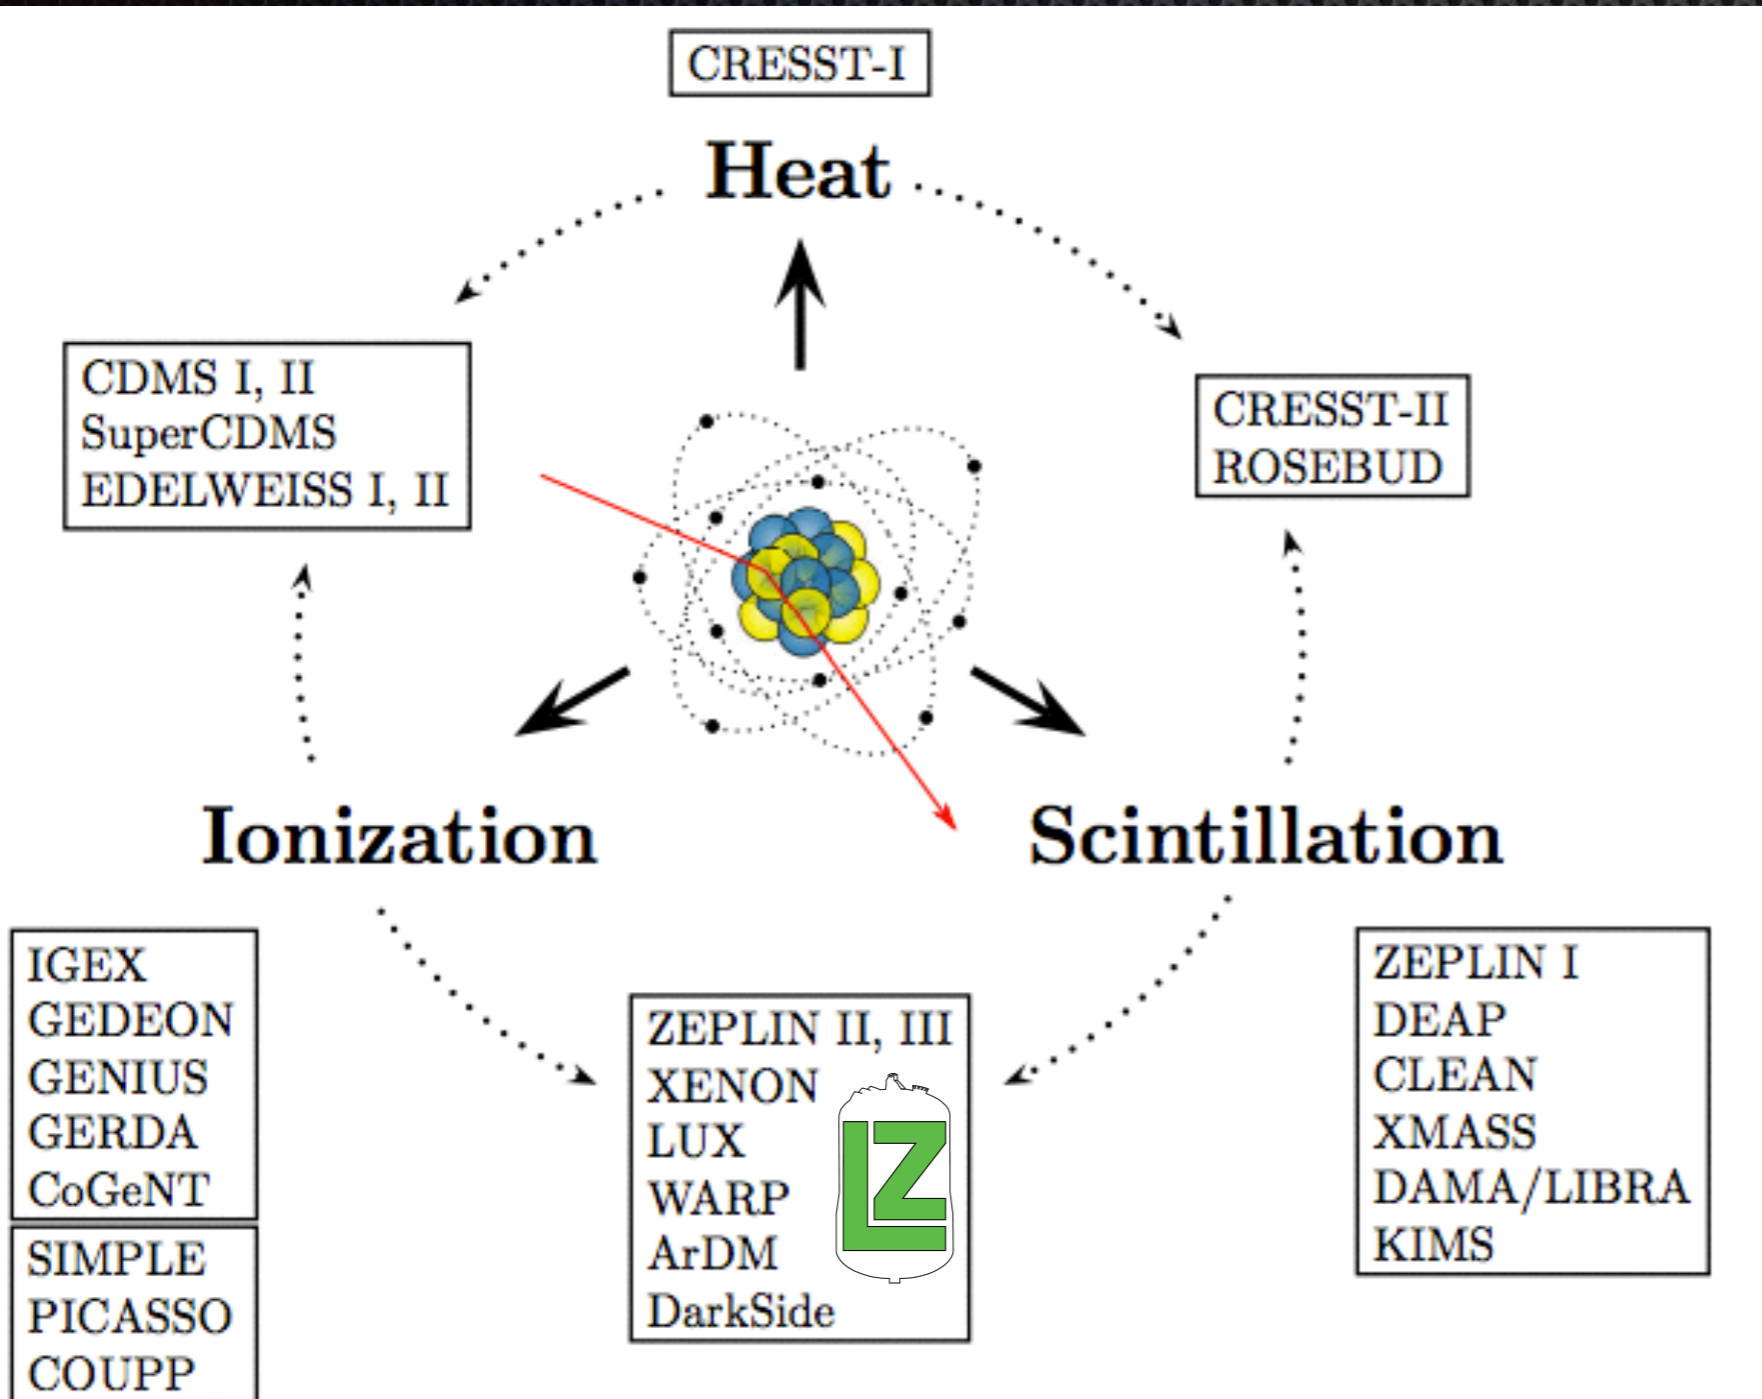 CRESST-I
Heat
CDMS I, II
SuperCDMS
EDELWEISS I, II
CRESST-II
ROSEBUD
Ionization
Scintillation
IGEX
GEDEON
GENIUS
GERDA
CoGeNT
SIMPLE
PICASSO
COUPP
ZEPLIN II, III
XENON
LUX
WARP
ArDM
DarkSide
LZ
ZEPLIN I
DEAP
CLEAN
XMASS
DAMA/LIBRA
KIMS